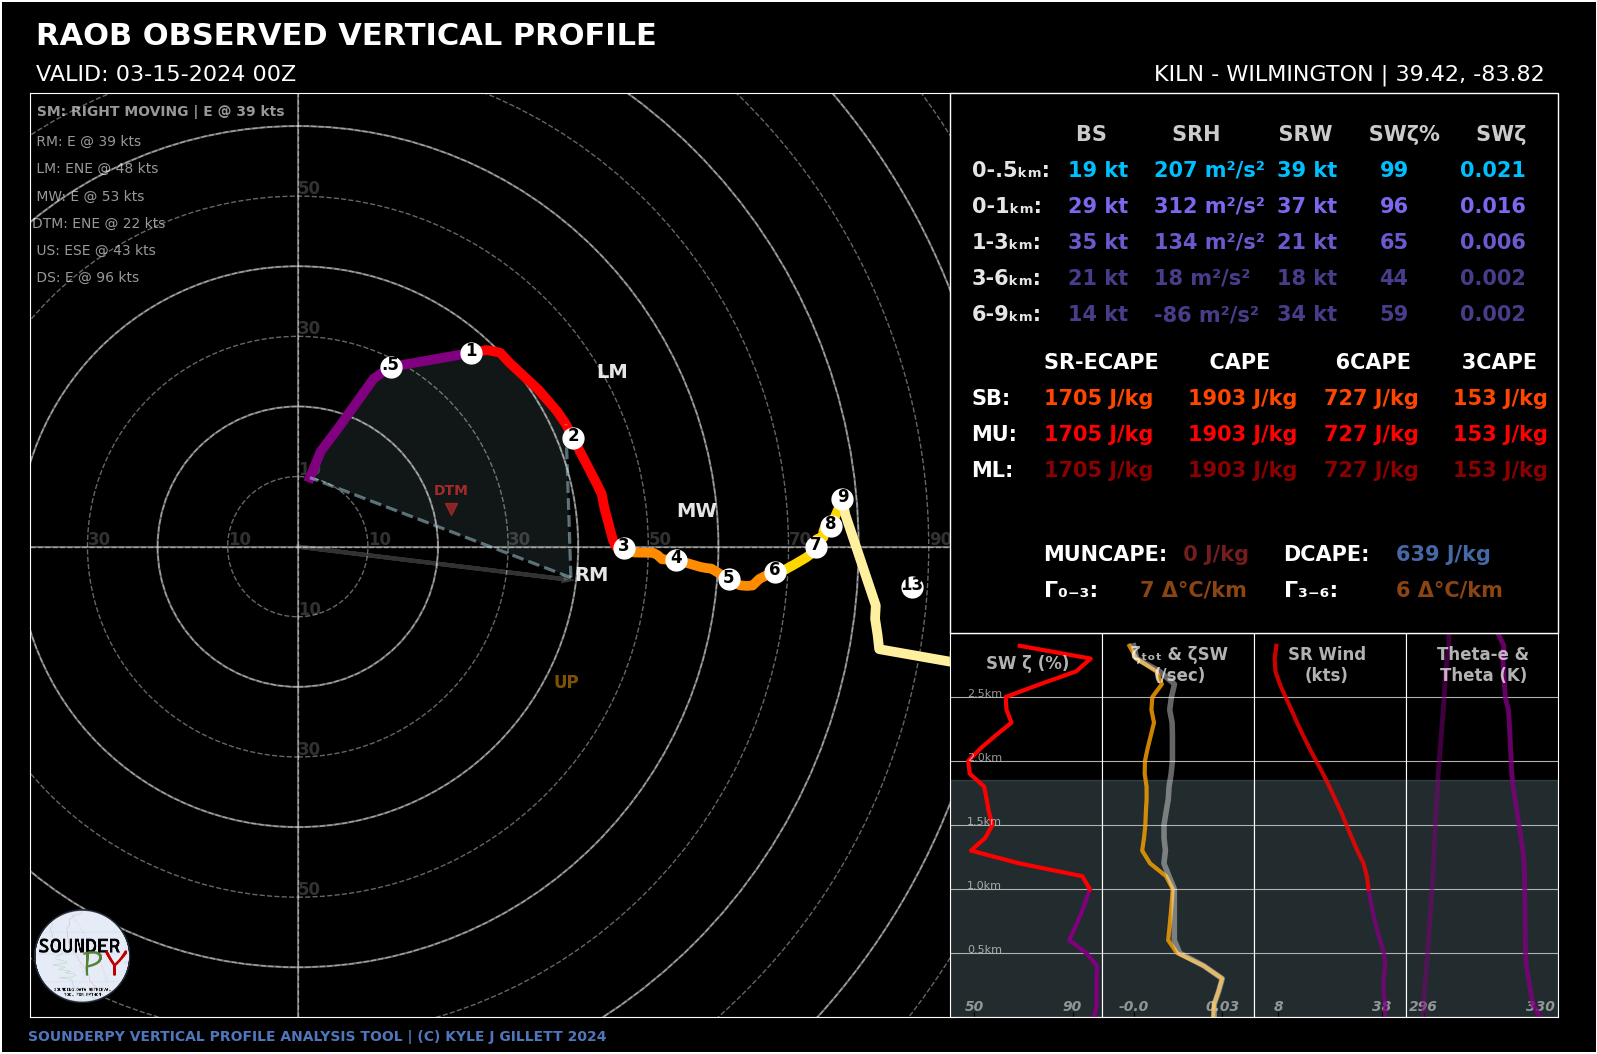 RAOB OBSERVED VERTICAL PROFILE
VALID: 03-15-2024 00Z
KILN - WILMINGTON | 39.42, -83.82
SM: RIGHT MOVING | E @ 39 kts
RM: E @ 39 kts
LM: ENE @ 48 kts
MW: E @ 53 kts
DTM: ENE @ 22 kts
US: ESE @ 43 kts
DS: E @ 96 kts
50
30
30
10
10
30
50
70
90
10
30
50
.5
1
2
3
4
5
6
7
8
9
13
LM
MW
DTM
RM
UP
BS SRH SRW SWζ% SWζ
0-.5ₖₘ: 19 kt 207 m²/s² 39 kt 99 0.021
0-1ₖₘ: 29 kt 312 m²/s² 37 kt 96 0.016
1-3ₖₘ: 35 kt 134 m²/s² 21 kt 65 0.006
3-6ₖₘ: 21 kt 18 m²/s² 18 kt 44 0.002
6-9ₖₘ: 14 kt -86 m²/s² 34 kt 59 0.002
SR-ECAPE CAPE 6CAPE 3CAPE
SB: 1705 J/kg 1903 J/kg 727 J/kg 153 J/kg
MU: 1705 J/kg 1903 J/kg 727 J/kg 153 J/kg
ML: 1705 J/kg 1903 J/kg 727 J/kg 153 J/kg
MUNCAPE: 0 J/kg DCAPE: 639 J/kg
Γ₀₋₃: 7 Δ°C/km Γ₃₋₆: 6 Δ°C/km
SW ζ (%)
ζₜₒₜ & ζSW
(/sec)
SR Wind
(kts)
Theta-e &
Theta (K)
2.5km
2.0km
1.5km
1.0km
0.5km
50 90 -0.0 0.03 8 38 296 330
SOUNDER
PY
SOUNDING DATA RETRIEVAL
TOOL FOR PYTHON
SOUNDERPY VERTICAL PROFILE ANALYSIS TOOL | (C) KYLE J GILLETT 2024